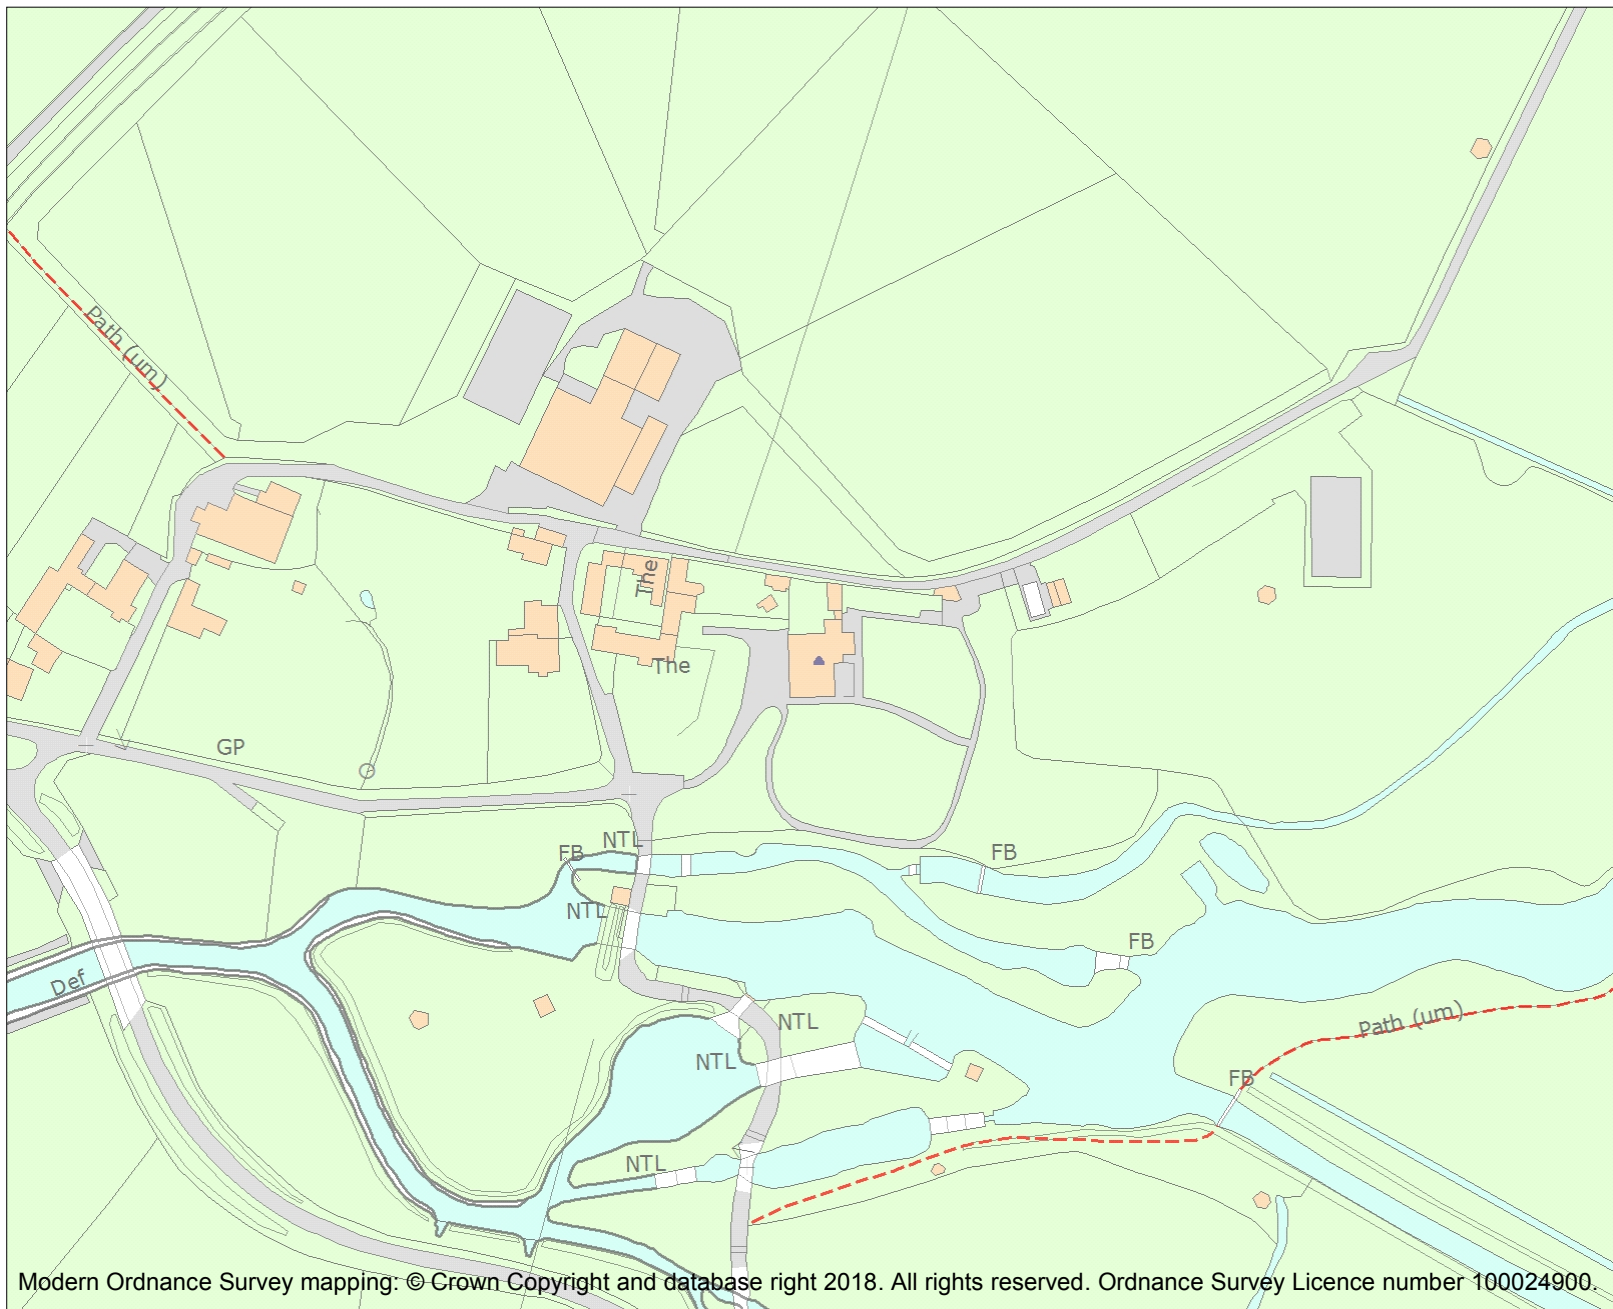 Path (um)
The
The
GP
NTL
FB
FB
NTL
FB
Def
Path (um)
NTL
NTL
FB
NTL
Modern Ordnance Survey mapping: © Crown Copyright and database right 2018. All rights reserved. Ordnance Survey Licence number 100024900.